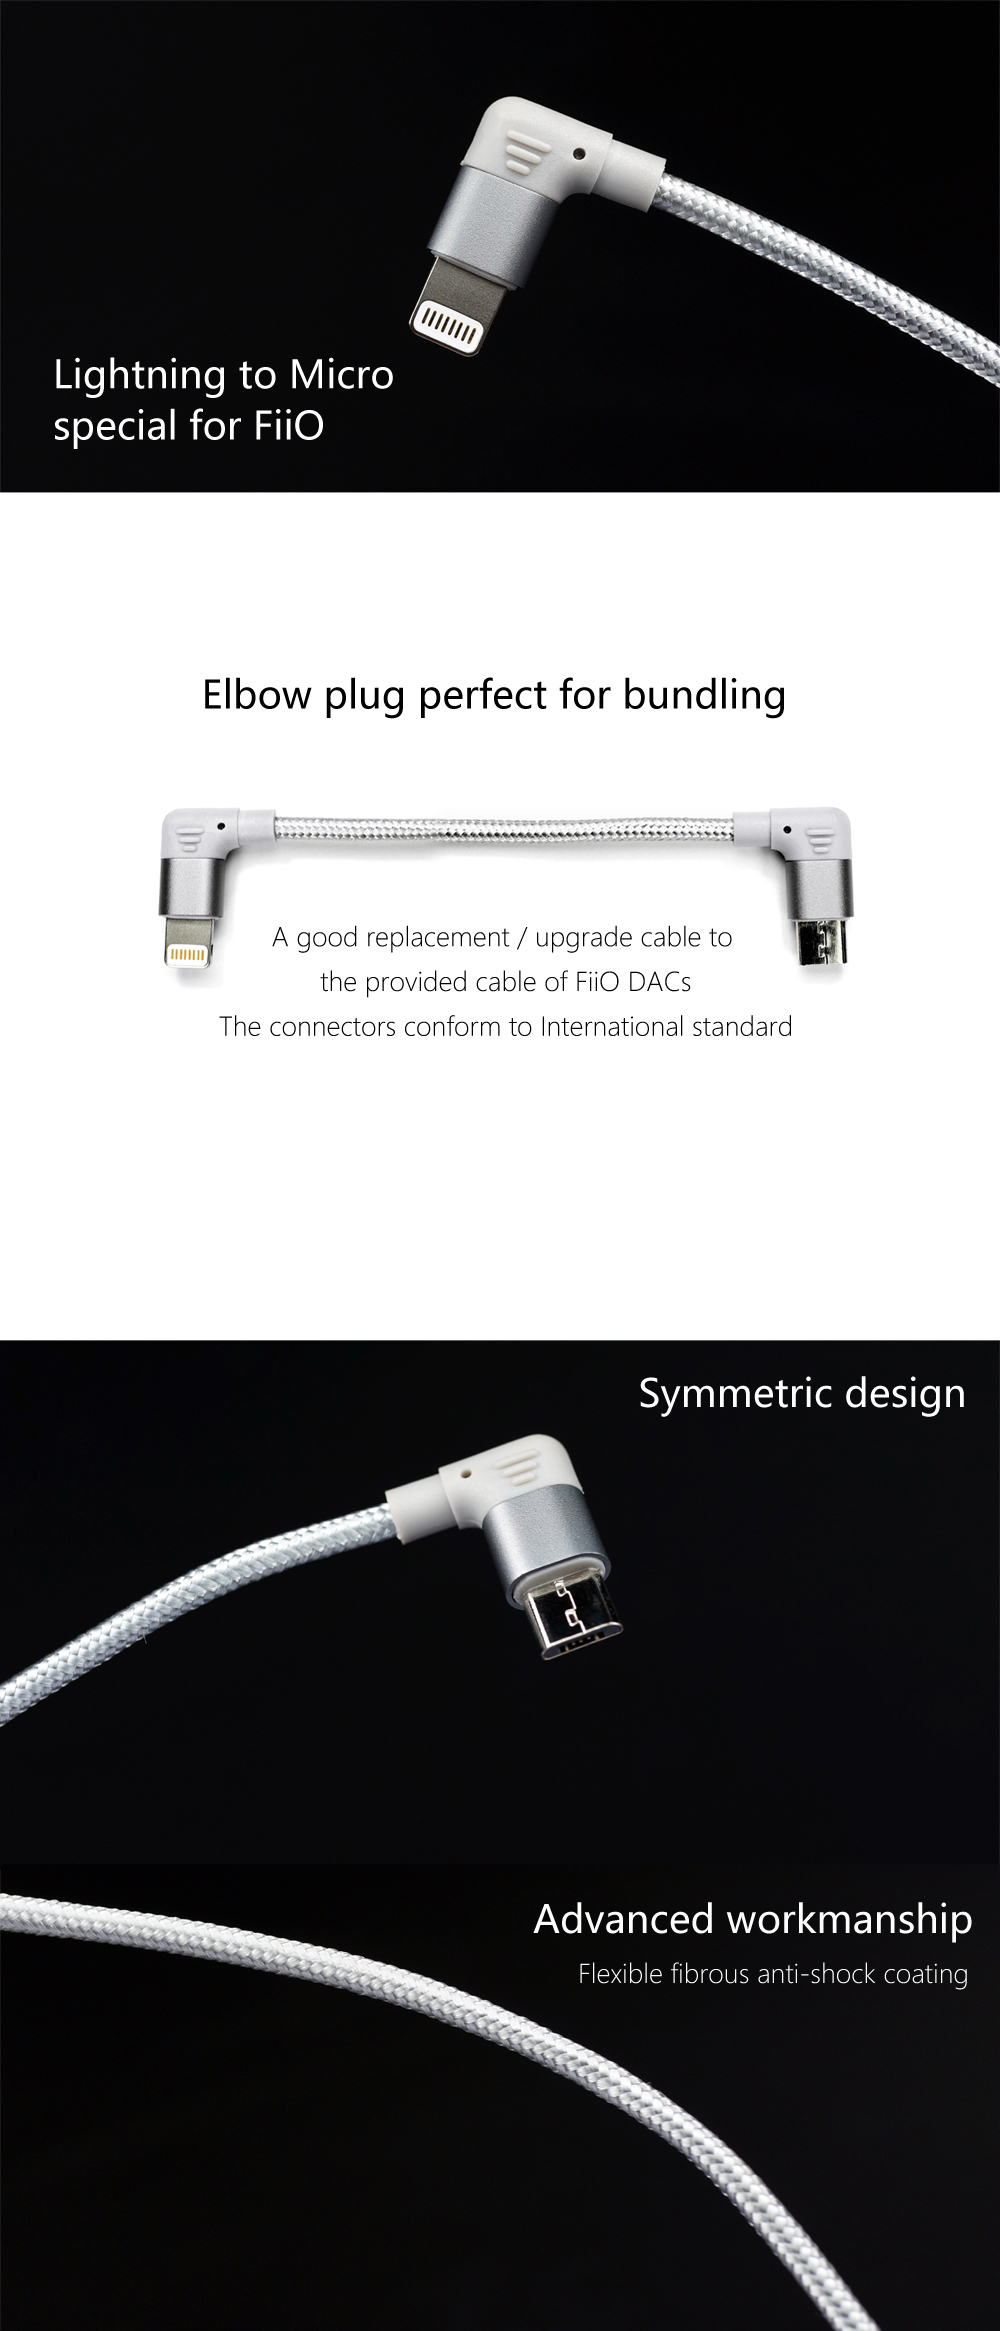 Lightning to Micro
special for FiiO
Elbow plug perfect for bundling
A good replacement / upgrade cable to
the provided cable of FiiO DACs
The connectors conform to International standard
Symmetric design
Advanced workmanship
Flexible fibrous anti-shock coating